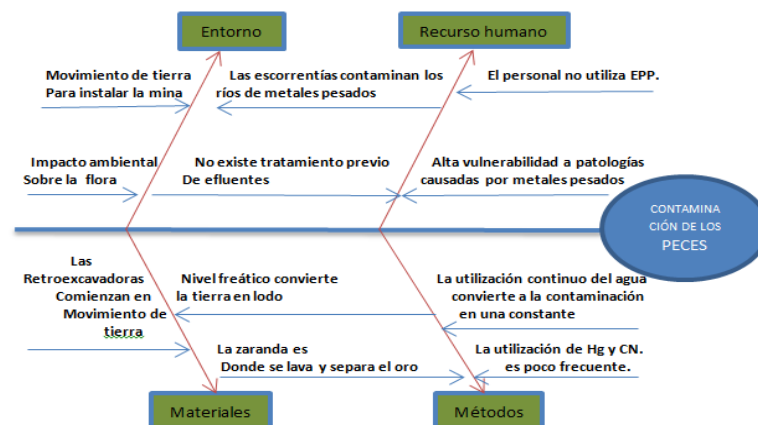 Entorno
Recurso humano
Movimiento de tierra
Para instalar la mina
Las escorrentías contaminan los
ríos de metales pesados
El personal no utiliza EPP.
Impacto ambiental
Sobre la flora
No existe tratamiento previo
De efluentes
Alta vulnerabilidad a patologías
causadas por metales pesados
CONTAMINA
CIÓN DE LOS
PECES
Las
Retroexcavadoras
Comienzan en
Movimiento de
tierra
Nivel freático convierte
la tierra en lodo
La utilización continuo del agua
convierte a la contaminación
en una constante
La zaranda es
Donde se lava y separa el oro
La utilización de Hg y CN.
es poco frecuente.
Materiales
Métodos